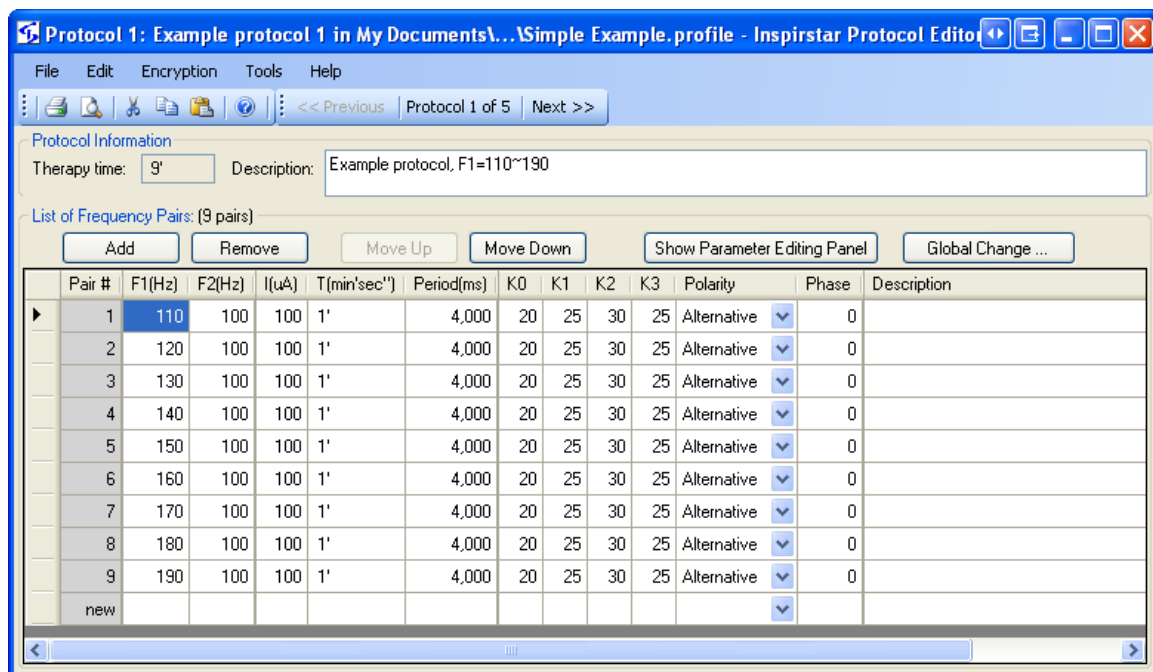 Protocol 1: Example protocol 1 in My Documents\...\Simple Example.profile - Inspirstar Protocol Editor
File Edit Encryption Tools Help
<< Previous Protocol 1 of 5 Next >>
Protocol Information
Therapy time: 9' Description: Example protocol, F1=110~190
List of Frequency Pairs: (9 pairs)
Add Remove Move Up Move Down Show Parameter Editing Panel Global Change ...
Pair # F1(Hz) F2(Hz) I(uA) T(min'sec'') Period(ms) K0 K1 K2 K3 Polarity Phase Description
1 110 100 100 1' 4,000 20 25 30 25 Alternative 0
2 120 100 100 1' 4,000 20 25 30 25 Alternative 0
3 130 100 100 1' 4,000 20 25 30 25 Alternative 0
4 140 100 100 1' 4,000 20 25 30 25 Alternative 0
5 150 100 100 1' 4,000 20 25 30 25 Alternative 0
6 160 100 100 1' 4,000 20 25 30 25 Alternative 0
7 170 100 100 1' 4,000 20 25 30 25 Alternative 0
8 180 100 100 1' 4,000 20 25 30 25 Alternative 0
9 190 100 100 1' 4,000 20 25 30 25 Alternative 0
new